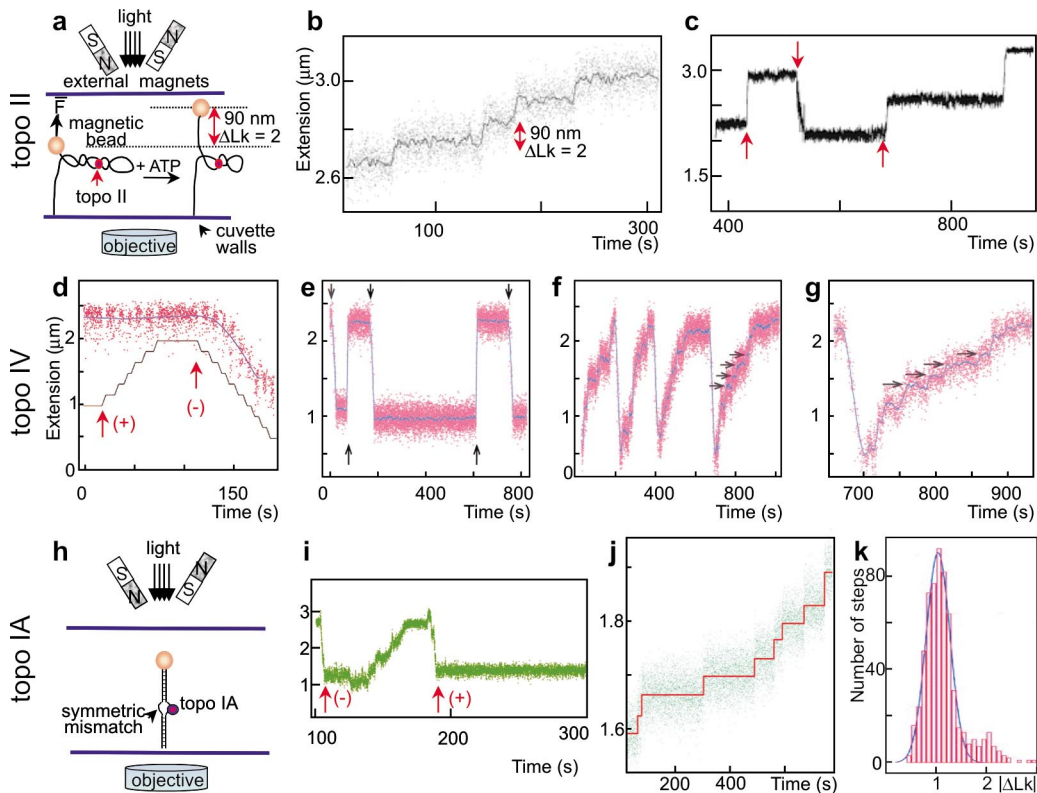 topo II
a
light
S
N
N
S
external magnets
F
magnetic
bead
90 nm
ΔLk = 2
+ ATP
topo II
cuvette
walls
objective
b
Extension (µm)
3.0
2.6
90 nm
ΔLk = 2
100
300
Time (s)
c
3.0
2.0
1.5
400
800
Time (s)
topo IV
d
Extension (µm)
2
1
0
(+)
(-)
0
150
Time (s)
e
2
1
0
400
800
Time (s)
f
2
1
0
0
400
800
Time (s)
g
2
1
0
700
800
900
Time (s)
topo IA
h
light
S
N
N
S
symmetric
mismatch
topo IA
objective
i
3
2
1
0
(-)
(+)
100
200
300
Time (s)
j
1.8
1.6
200
400
Time (s)
k
Number of steps
80
40
0
1
2
|ΔLk|